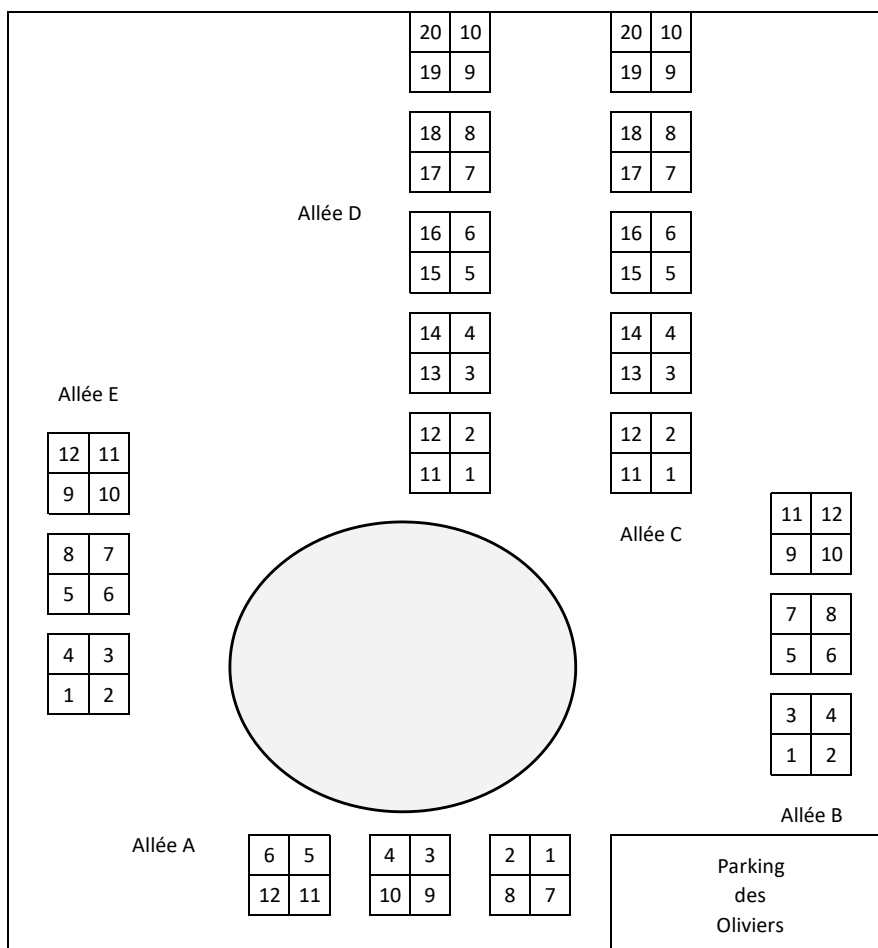 20 10 20 10
19 9 19 9
18 8 18 8
17 7 17 7
Allée D
16 6 16 6
15 5 15 5
14 4 14 4
13 3 13 3
Allée E
12 2 12 2
12 11
11 1 11 1
9 10
11 12
Allée C
8 7
9 10
5 6
7 8
4 3
5 6
1 2
3 4
1 2
Allée B
Allée A
6 5 4 3 2 1
12 11 10 9 8 7
Parking
des
Oliviers